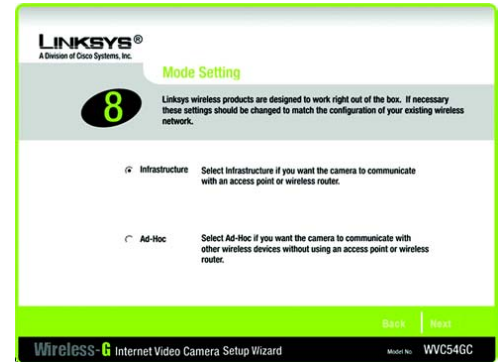 LINKSYS®
A Division of Cisco Systems, Inc.
Mode Setting
8
Linksys wireless products are designed to work right out of the box. If necessary
these settings should be changed to match the configuration of your existing wireless
network.
Infrastructure
Select Infrastructure if you want the camera to communicate
with an access point or wireless router.
Ad-Hoc
Select Ad-Hoc if you want the camera to communicate with
other wireless devices without using an access point or wireless
router.
Back Next
Wireless-G Internet Video Camera Setup Wizard Model No WVC54GC